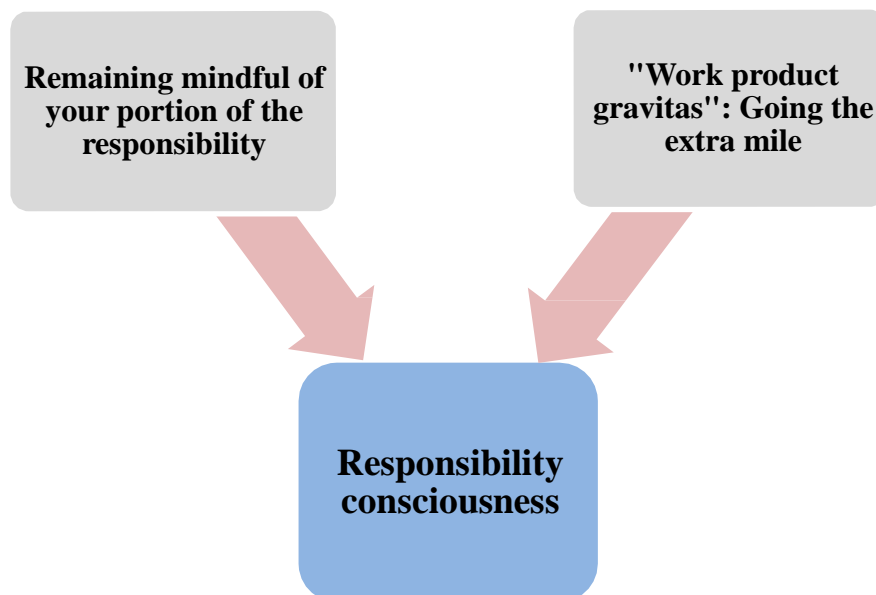 Remaining mindful of
your portion of the
responsibility
"Work product
gravitas": Going the
extra mile
Responsibility
consciousness